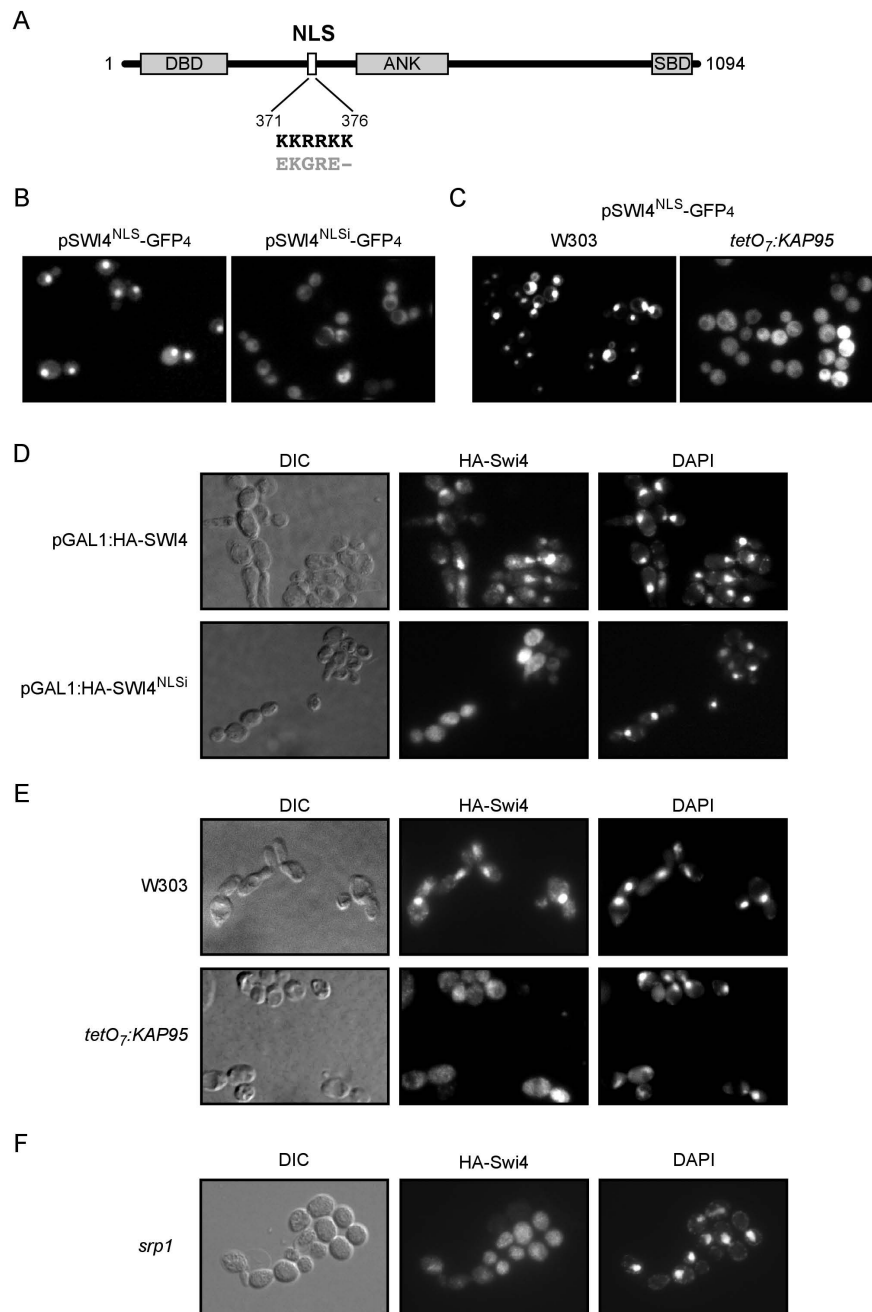 A
NLS
1 DBD ANK SBD 1094
371 376
KKRRKK
EKGRE-
B
pSWI4NLS-GFP4 pSWI4NLSi-GFP4
C
pSWI4NLS-GFP4
W303 tetO7:KAP95
D
DIC HA-Swi4 DAPI
pGAL1:HA-SWI4
pGAL1:HA-SWI4NLSi
E
DIC HA-Swi4 DAPI
W303
tetO7:KAP95
F
DIC HA-Swi4 DAPI
srp1